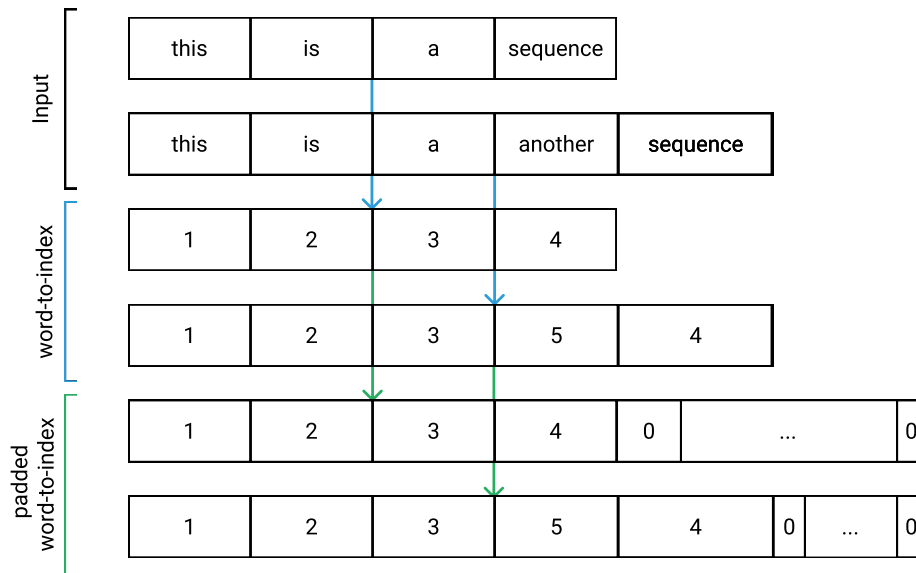 Input
this is a sequence
this is a another sequence
word-to-index
1 2 3 4
1 2 3 5 4
padded
word-to-index
1 2 3 4 0 ... 0
1 2 3 5 4 0 ... 0